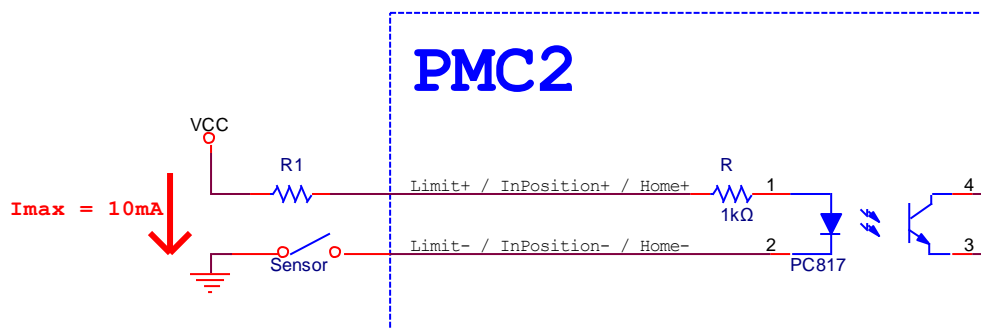 PMC2
VCC
R1
Limit+ / InPosition+ / Home+
R
1
4
1kΩ
Imax = 10mA
Limit- / InPosition- / Home-
2
3
Sensor
PC817